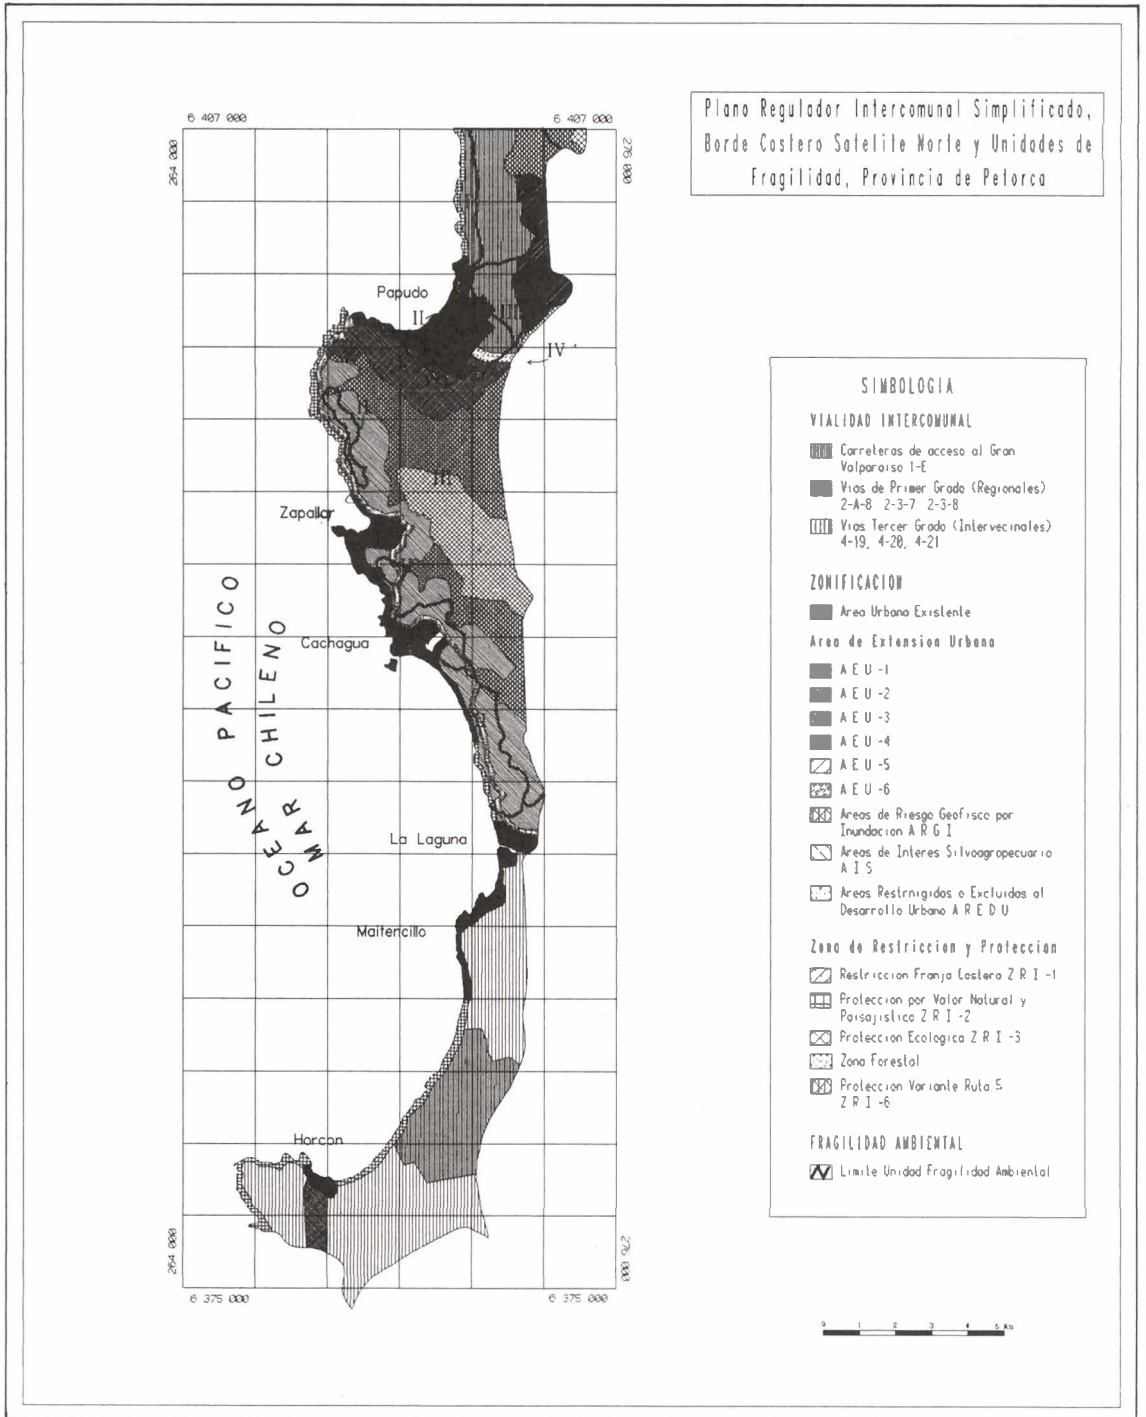 Plano Regulador Intercomunal Simplificado,
Borde Costero Satelite Norte y Unidades de
Fragilidad, Provincia de Petorca
6 407 000
6 407 000
264 000
276 000
Papudo
II
III
IV
III
Zapallar
Cachagua
OCEANO PACIFICO
MAR CHILENO
La Laguna
Maitencillo
Horcon
264 000
276 000
6 375 000
6 375 000
SIMBOLOGIA
VIALIDAD INTERCOMUNAL
Carreteras de acceso al Gran
Valparaiso 1-E
Vias de Primer Grado (Regionales)
2-A-8 2-3-7 2-3-8
Vias Tercer Grado (Intervecinales)
4-19, 4-20, 4-21
ZONIFICACION
Area Urbana Existente
Area de Extension Urbana
A E U -1
A E U -2
A E U -3
A E U -4
A E U -5
A E U -6
Areas de Riesgo Geofisco por
Inundacion A R G I
Areas de Interes Silvoagropecuario
A I S
Areas Restrnigidas o Excluidas al
Desarrollo Urbano A R E D U
Zona de Restriccion y Proteccion
Restriccion Franja Costera Z R I -1
Proteccion por Valor Natural y
Paisajistico Z R I -2
Proteccion Ecologica Z R I -3
Zona Forestal
Proteccion Variante Ruta 5
Z R I -6
FRAGILIDAD AMBIENTAL
Limite Unidad Fragilidad Ambiental
0 1 2 3 4 5 Km